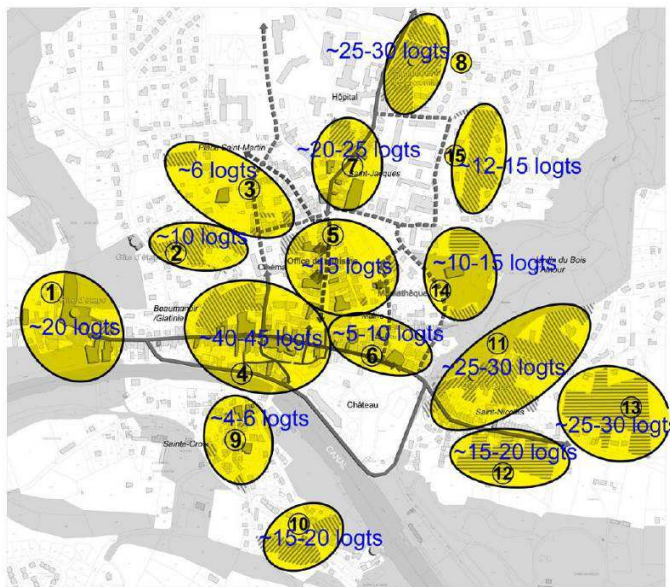 ~25-30 logts
8
Hôpital
~20-25 logts
7
Saint-Jacques
15
~12-15 logts
Place Saint-Martin
~6 logts
3
~10 logts
2
5
Office de
~15 logts
Cinéma
Médiathèque
~10-15 logts
14
1
~20 logts
Beaumanoir
/Giatinie
~40-45 logts
4
~5-10 logts
6
11
~25-30 logts
Saint-Nicolas
13
~25-30 logts
~15-20 logts
12
Château
CANAL
~4-6 logts
Sainte-Croix
9
10
~15-20 logts